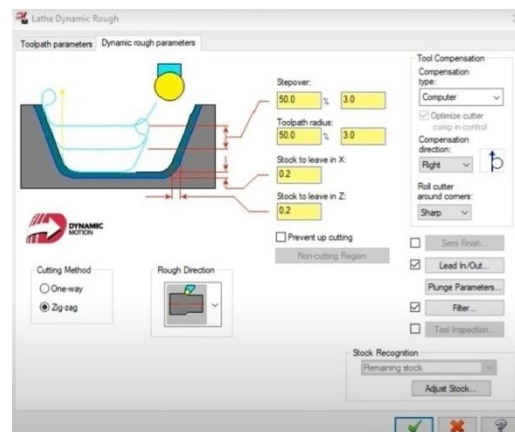 Lathe Dynamic Rough
Toolpath parameters
Dynamic rough parameters
Stepover:
50.0 % 3.0
Toolpath radius:
50.0 % 3.0
Stock to leave in X:
0.2
Stock to leave in Z:
0.2
Prevent up cutting
Non-cutting Region
DYNAMIC
MOTION
Cutting Method
One-way
Zig-zag
Rough Direction
Tool Compensation
Compensation
type:
Computer
Optimize cutter
comp in control
Compensation
direction:
Right
Roll cutter
around corners:
Sharp
Semi Finish...
Lead In/Out...
Plunge Parameters...
Filter...
Tool Inspection...
Stock Recognition
Remaining stock
Adjust Stock...
?